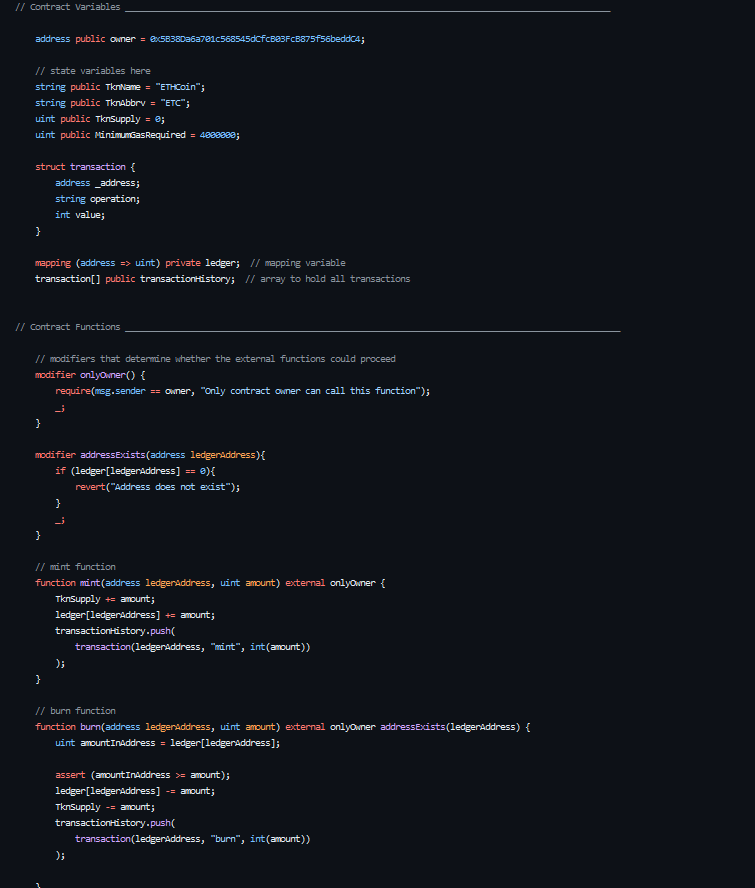 // Contract Variables _________________________________________________________________________________________________
address public owner = 0x5B38Da6a701c568545dCfcB03FcB875f56beddC4;
// state variables here
string public TknName = "ETHCoin";
string public TknAbbrv = "ETC";
uint public TknSupply = 0;
uint public MinimumGasRequired = 4000000;
struct transaction {
address _address;
string operation;
int value;
}
mapping (address => uint) private ledger;  // mapping variable
transaction[] public transactionHistory;  // array to hold all transactions
// Contract Functions ___________________________________________________________________________________________________
// modifiers that determine whether the external functions could proceed
modifier onlyOwner() {
require(msg.sender == owner, "Only contract owner can call this function");
_;
}
modifier addressExists(address ledgerAddress){
if (ledger[ledgerAddress] == 0){
revert("Address does not exist");
}
_;
}
// mint function
function mint(address ledgerAddress, uint amount) external onlyOwner {
TknSupply += amount;
ledger[ledgerAddress] += amount;
transactionHistory.push(
transaction(ledgerAddress, "mint", int(amount))
);
}
// burn function
function burn(address ledgerAddress, uint amount) external onlyOwner addressExists(ledgerAddress) {
uint amountInAddress = ledger[ledgerAddress];
assert (amountInAddress >= amount);
ledger[ledgerAddress] -= amount;
TknSupply -= amount;
transactionHistory.push(
transaction(ledgerAddress, "burn", int(amount))
);
}